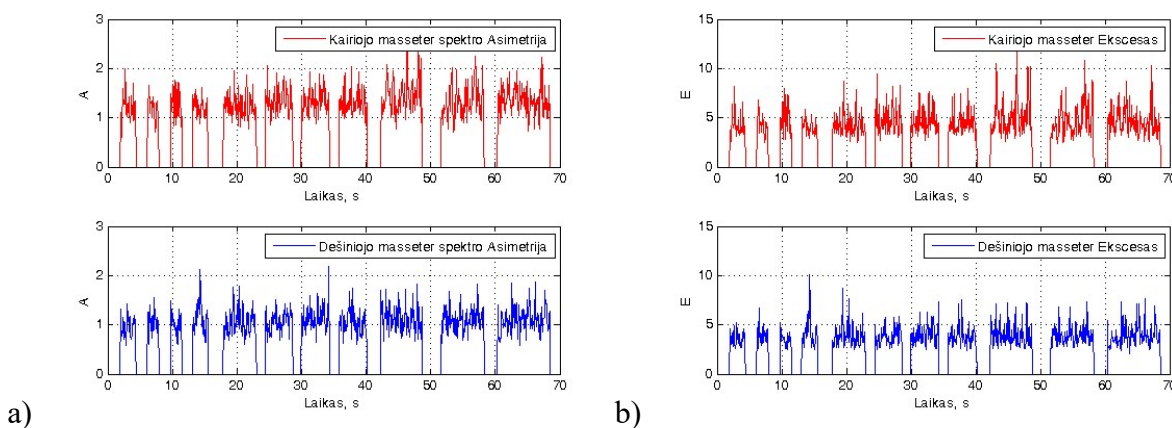 3
2
1
0
A
Kairiojo masseter spektro Asimetrija
0 10 20 30 40 50 60 70
Laikas, s
3
2
1
0
A
Dešiniojo masseter spektro Asimetrija
0 10 20 30 40 50 60 70
Laikas, s
a)
15
10
5
0
E
Kairiojo masseter Ekscesas
0 10 20 30 40 50 60 70
Laikas, s
15
10
5
0
E
Dešiniojo masseter Ekscesas
0 10 20 30 40 50 60 70
Laikas, s
b)